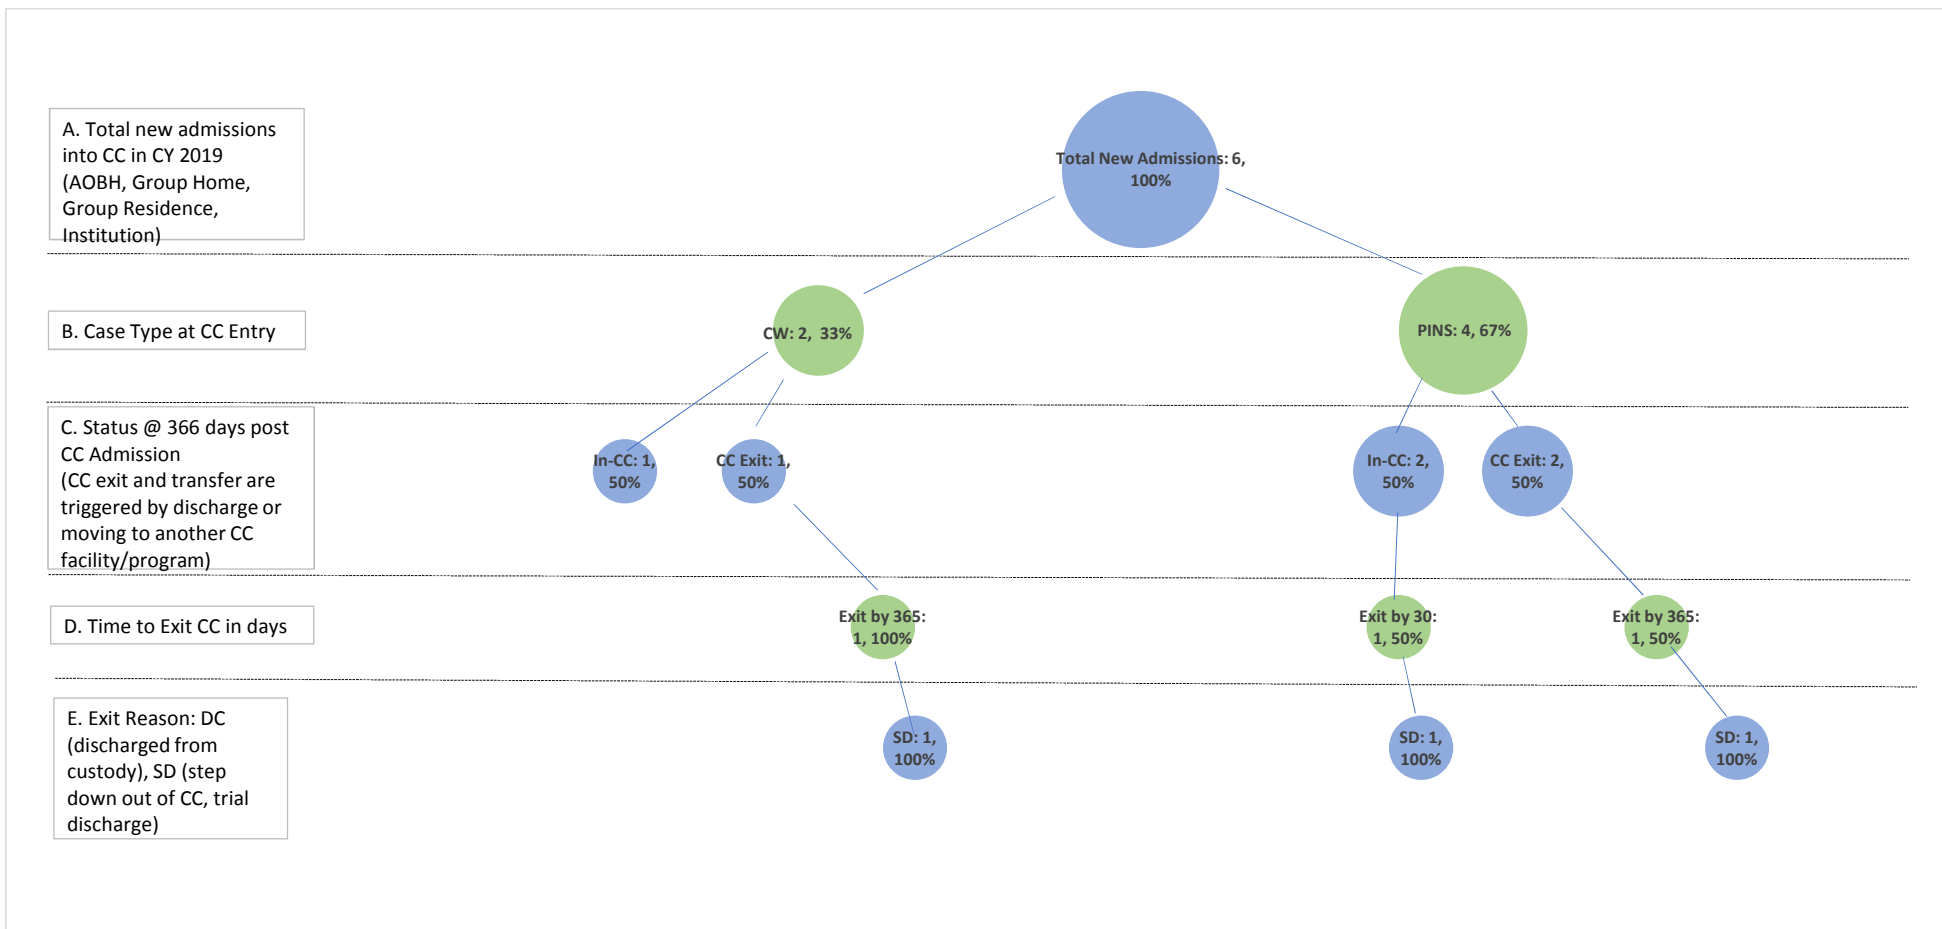 A. Total new admissions
into CC in CY 2019
(AOBH, Group Home,
Group Residence,
Institution)
Total New Admissions: 6,
100%
B. Case Type at CC Entry
CW: 2,  33%
PINS: 4, 67%
C. Status @ 366 days post
CC Admission
(CC exit and transfer are
triggered by discharge or
moving to another CC
facility/program)
In-CC: 1,
50%
CC Exit: 1,
50%
In-CC: 2,
50%
CC Exit: 2,
50%
D. Time to Exit CC in days
Exit by 365:
1, 100%
Exit by 30:
1, 50%
Exit by 365:
1, 50%
E. Exit Reason: DC
(discharged from
custody), SD (step
down out of CC, trial
discharge)
SD: 1,
100%
SD: 1,
100%
SD: 1,
100%